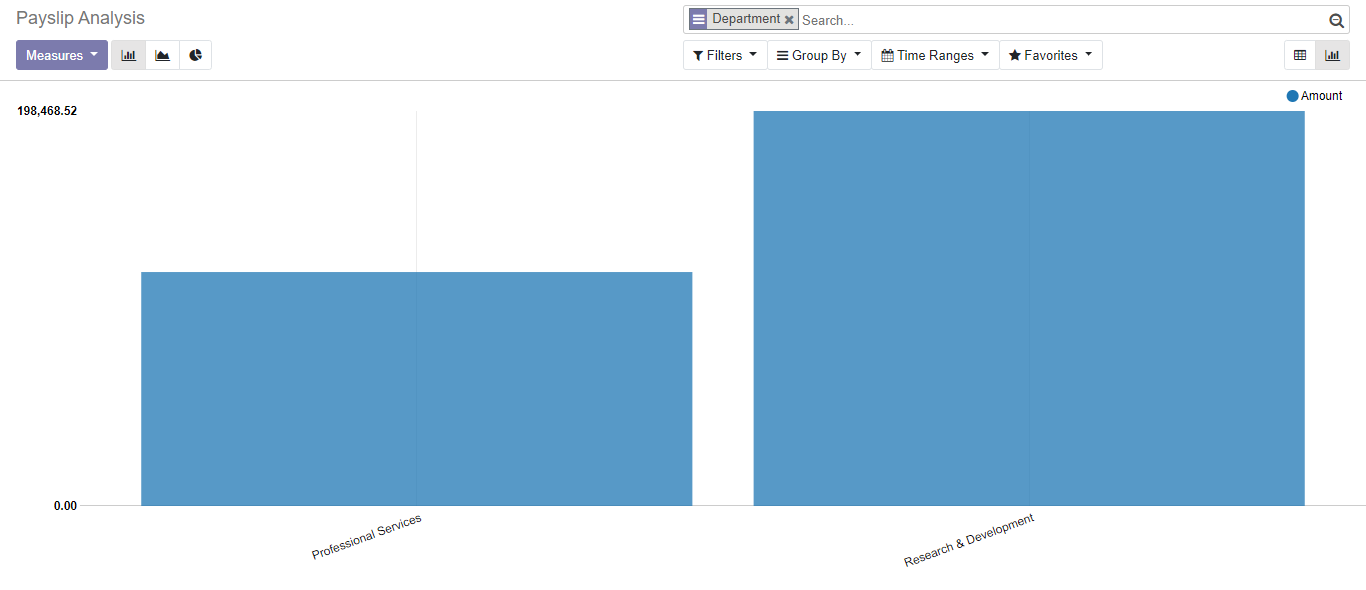 Payslip Analysis
Department Search...
Measures
Filters Group By Time Ranges Favorites
Amount
198,468.52
0.00
Professional Services
Research & Development